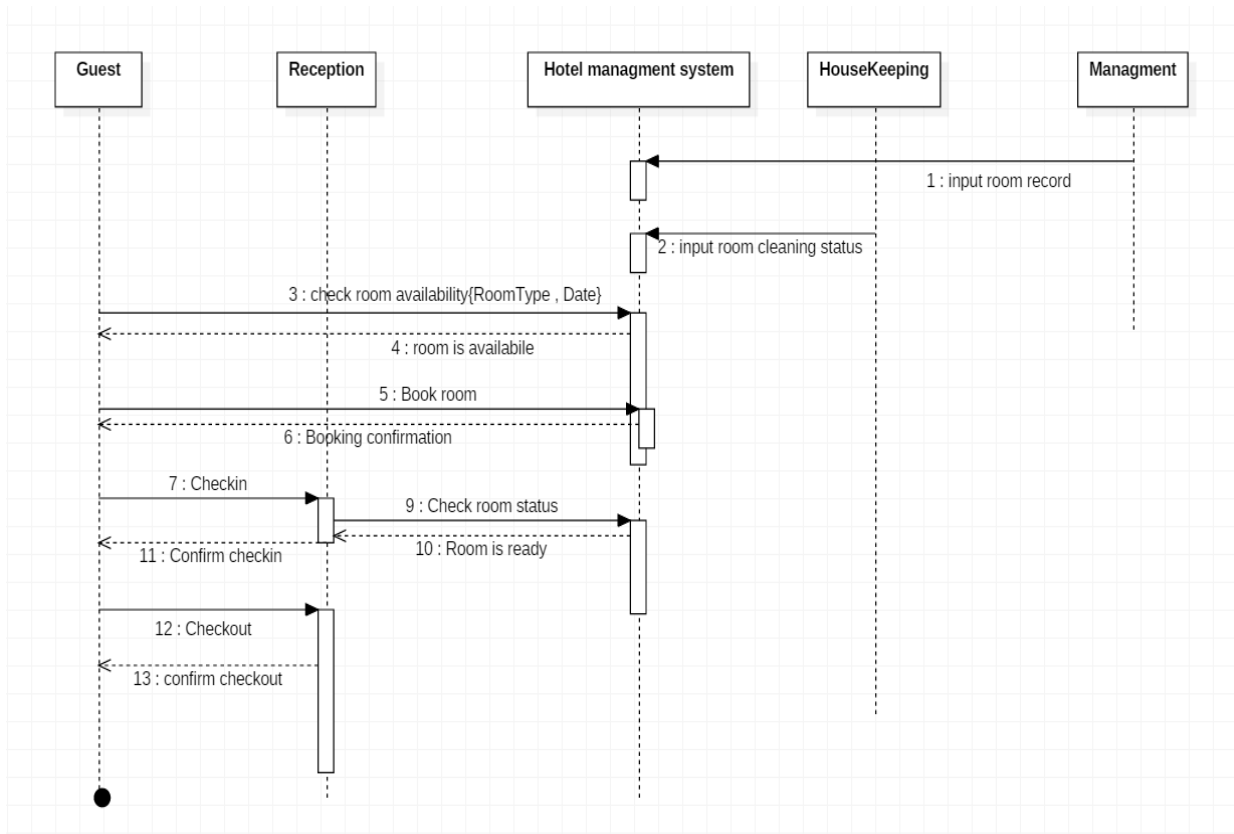 Guest
Reception
Hotel managment system
HouseKeeping
Managment
1 : input room record
2 : input room cleaning status
3 : check room availability{RoomType , Date}
4 : room is availabile
5 : Book room
6 : Booking confirmation
7 : Checkin
9 : Check room status
10 : Room is ready
11 : Confirm checkin
12 : Checkout
13 : confirm checkout